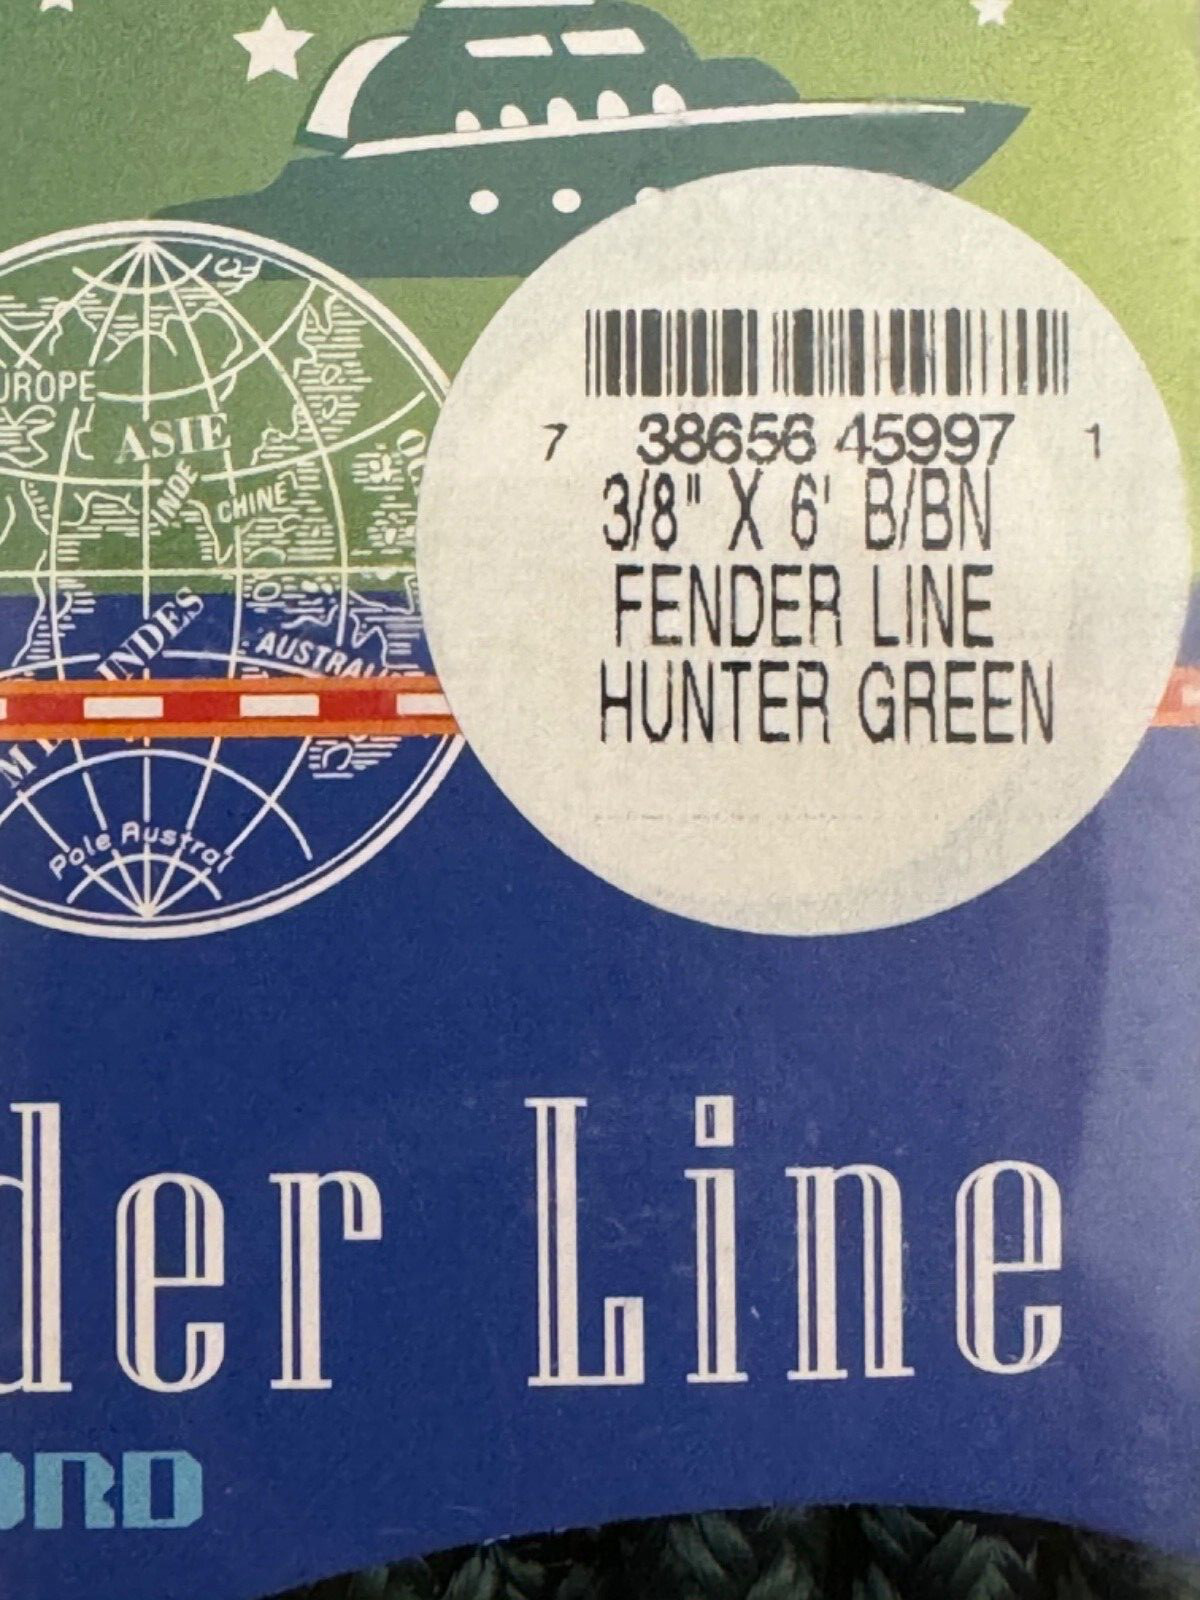 UROPE
ASIE
INDE
CHINE
INDES
AUSTRALI
Pole Austral
7 38656 45997 1
3/8" X 6' B/BN
FENDER LINE
HUNTER GREEN
der Line
ORD